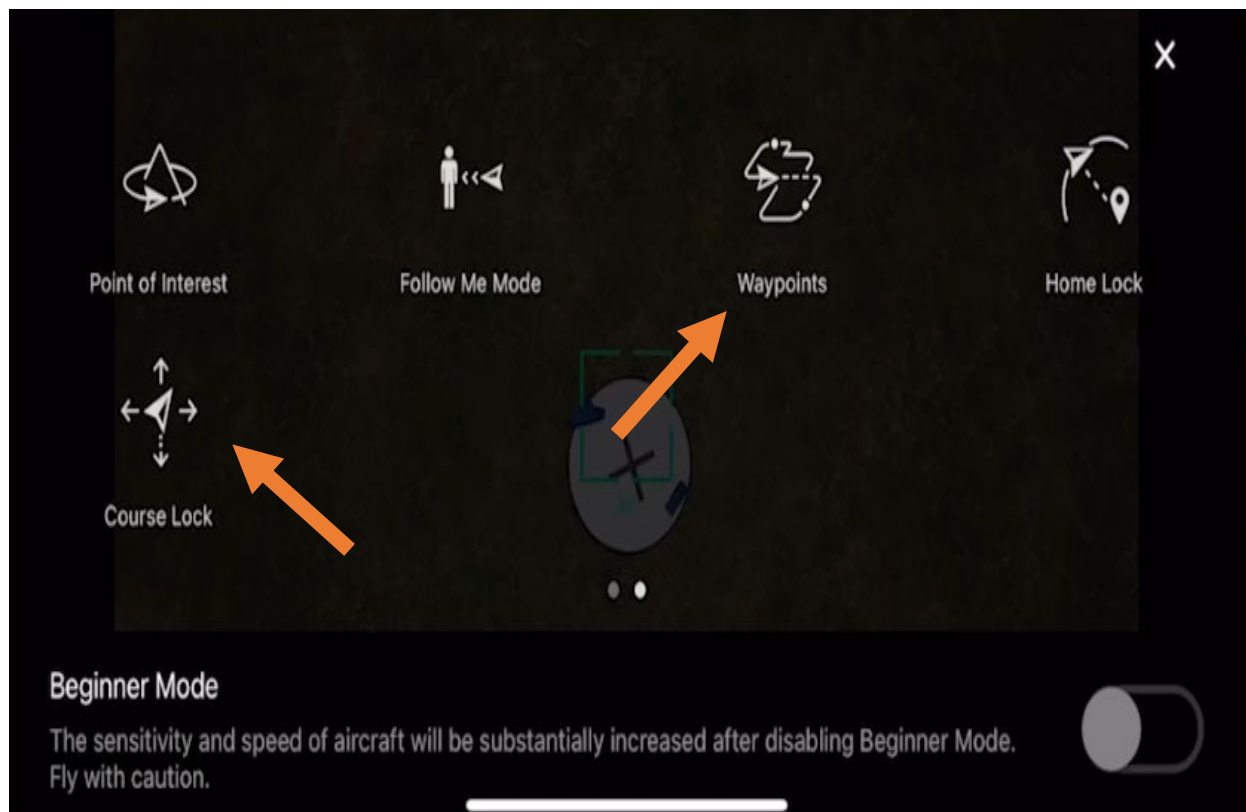 X
Point of Interest
Follow Me Mode
Waypoints
Home Lock
Course Lock
Beginner Mode
The sensitivity and speed of aircraft will be substantially increased after disabling Beginner Mode.
Fly with caution.